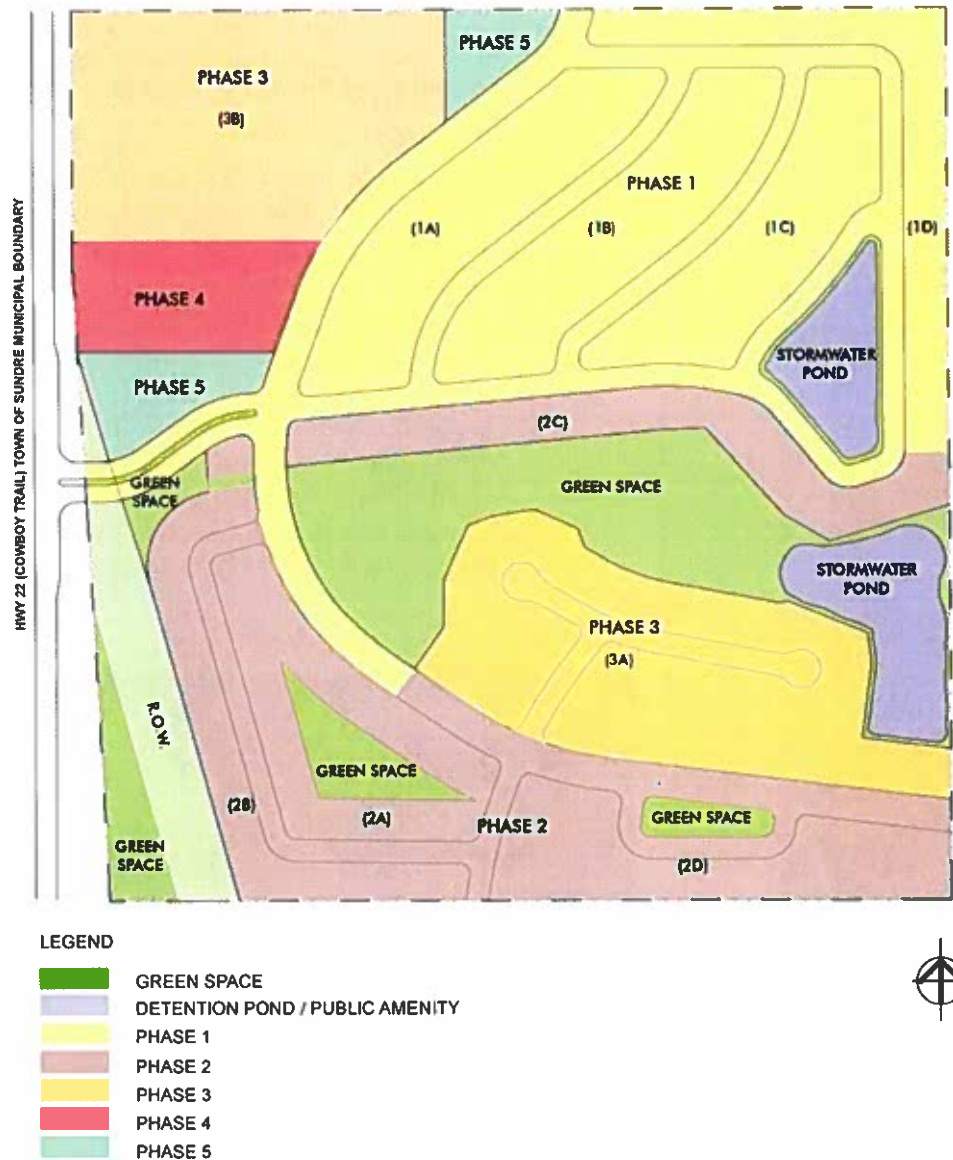 PHASE 5
PHASE 3
(3B)
PHASE 1
(1A)
(1B)
(1C)
(1D)
HWY 22 (COWBOY TRAIL) TOWN OF SUNDRE MUNICIPAL BOUNDARY
PHASE 4
STORMWATER
POND
PHASE 5
(2C)
GREEN
SPACE
GREEN SPACE
STORMWATER
POND
PHASE 3
(3A)
R.O.W.
GREEN SPACE
(2B)
(2A)
PHASE 2
GREEN SPACE
(2D)
GREEN
SPACE
LEGEND
GREEN SPACE
DETENTION POND / PUBLIC AMENITY
PHASE 1
PHASE 2
PHASE 3
PHASE 4
PHASE 5